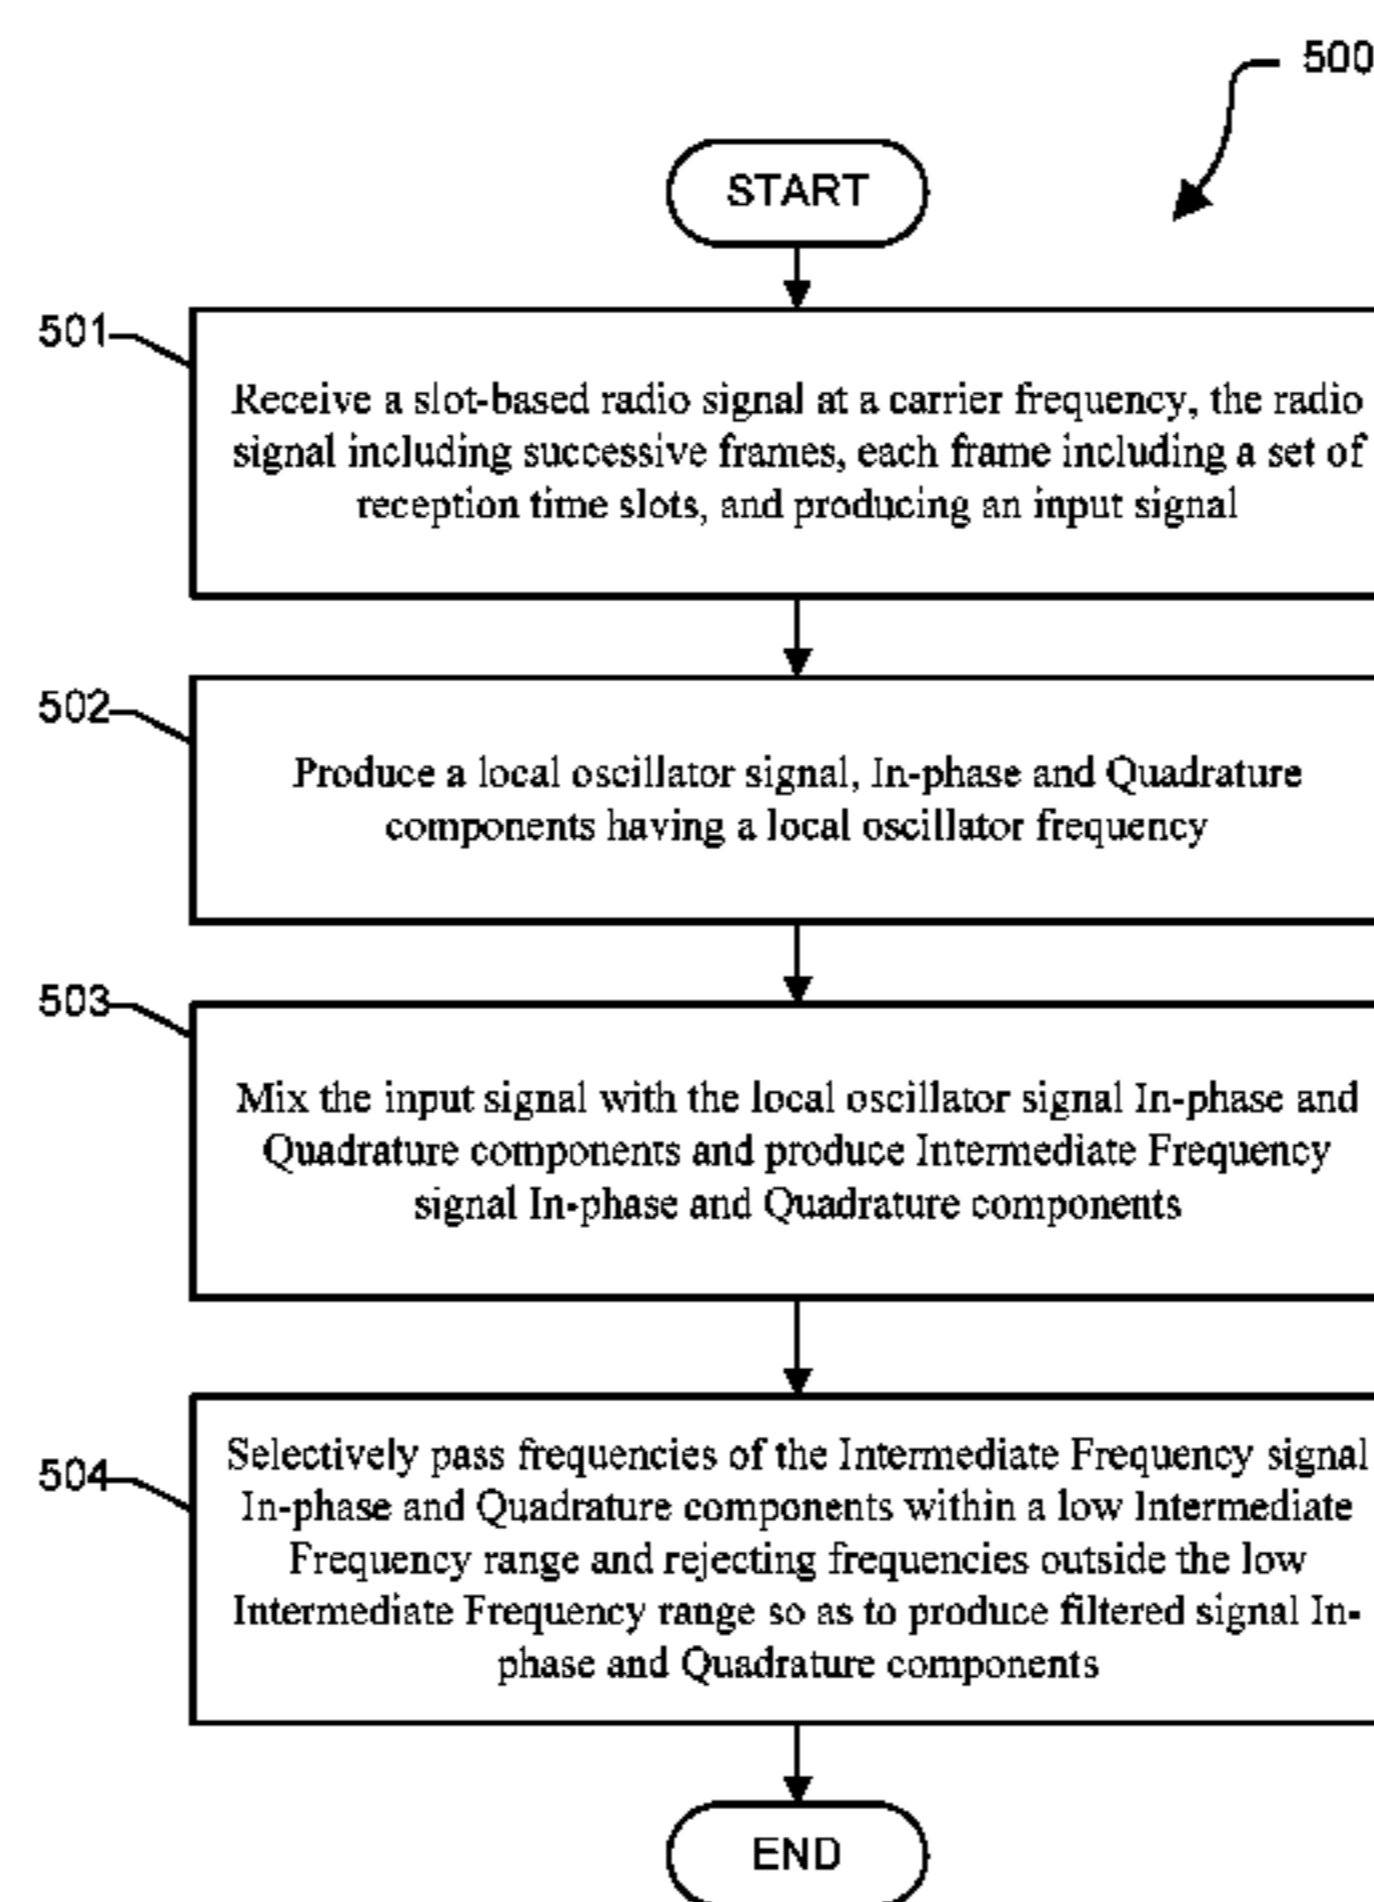 500
START
501
Receive a slot-based radio signal at a carrier frequency, the radio
signal including successive frames, each frame including a set of
reception time slots, and producing an input signal
502
Produce a local oscillator signal, In-phase and Quadrature
components having a local oscillator frequency
503
Mix the input signal with the local oscillator signal In-phase and
Quadrature components and produce Intermediate Frequency
signal In-phase and Quadrature components
504
Selectively pass frequencies of the Intermediate Frequency signal
In-phase and Quadrature components within a low Intermediate
Frequency range and rejecting frequencies outside the low
Intermediate Frequency range so as to produce filtered signal In-
phase and Quadrature components
END